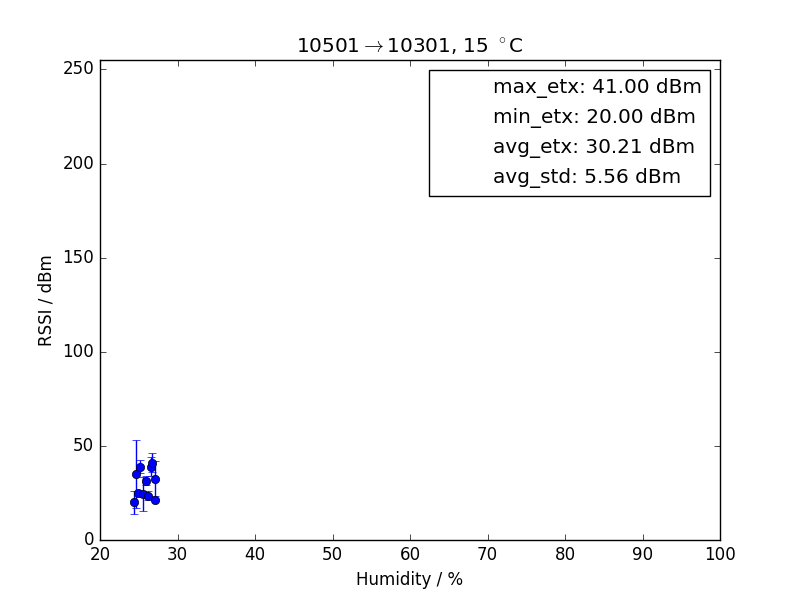 10501→10301, 15 °C
max_etx: 41.00 dBm
min_etx: 20.00 dBm
avg_etx: 30.21 dBm
avg_std: 5.56 dBm
RSSI / dBm
250
200
150
100
50
0
20 30 40 50 60 70 80 90 100
Humidity / %